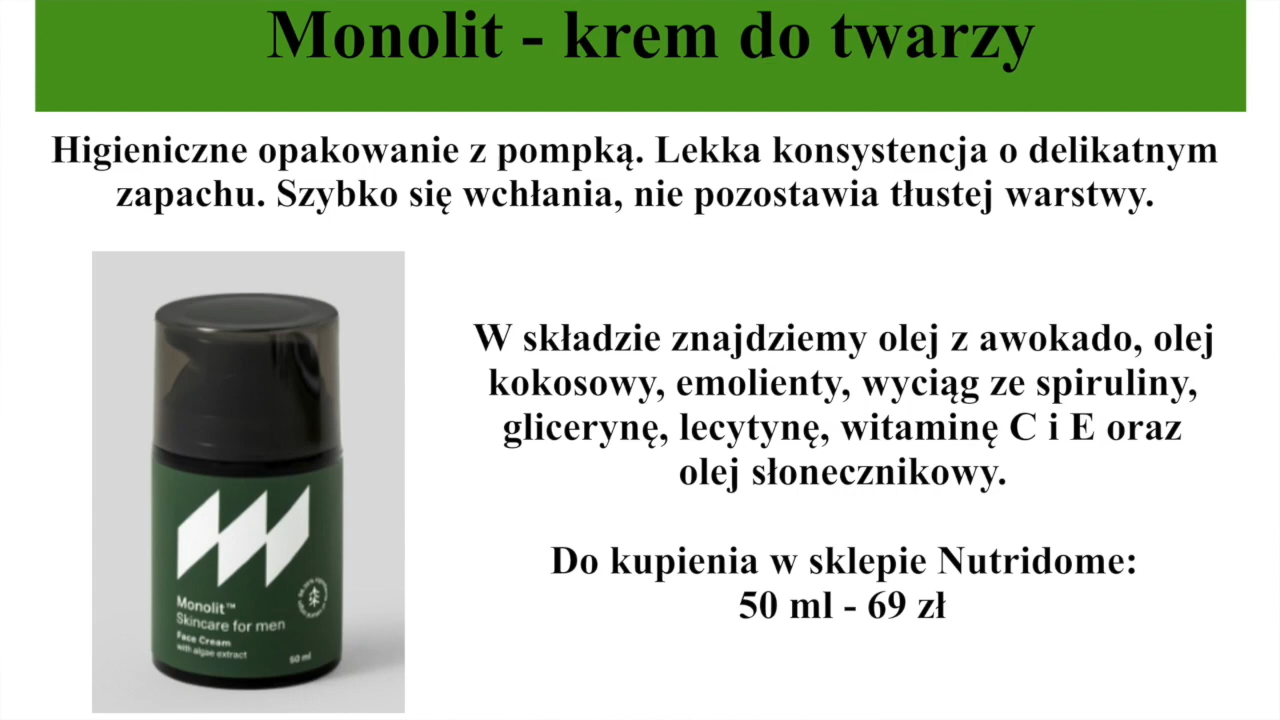 Monolit - krem do twarzy
Higieniczne opakowanie z pompką. Lekka konsystencja o delikatnym
zapachu. Szybko się wchłania, nie pozostawia tłustej warstwy.
W składzie znajdziemy olej z awokado, olej
kokosowy, emolienty, wyciąg ze spiruliny,
glicerynę, lecytynę, witaminę C i E oraz
olej słonecznikowy.
Do kupienia w sklepie Nutridome:
50 ml - 69 zł
Monolit™
Skincare for men
Face Cream
with algae extract
50 ml